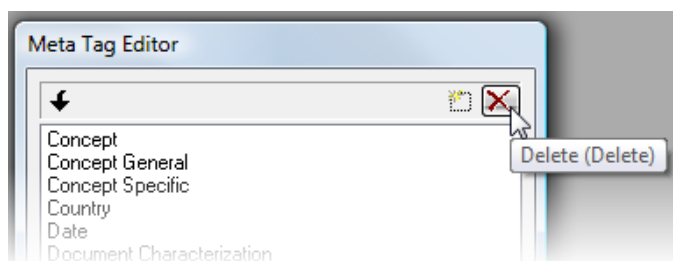 Meta Tag Editor
Delete (Delete)
Concept
Concept General
Concept Specific
Country
Date
Document Characterization